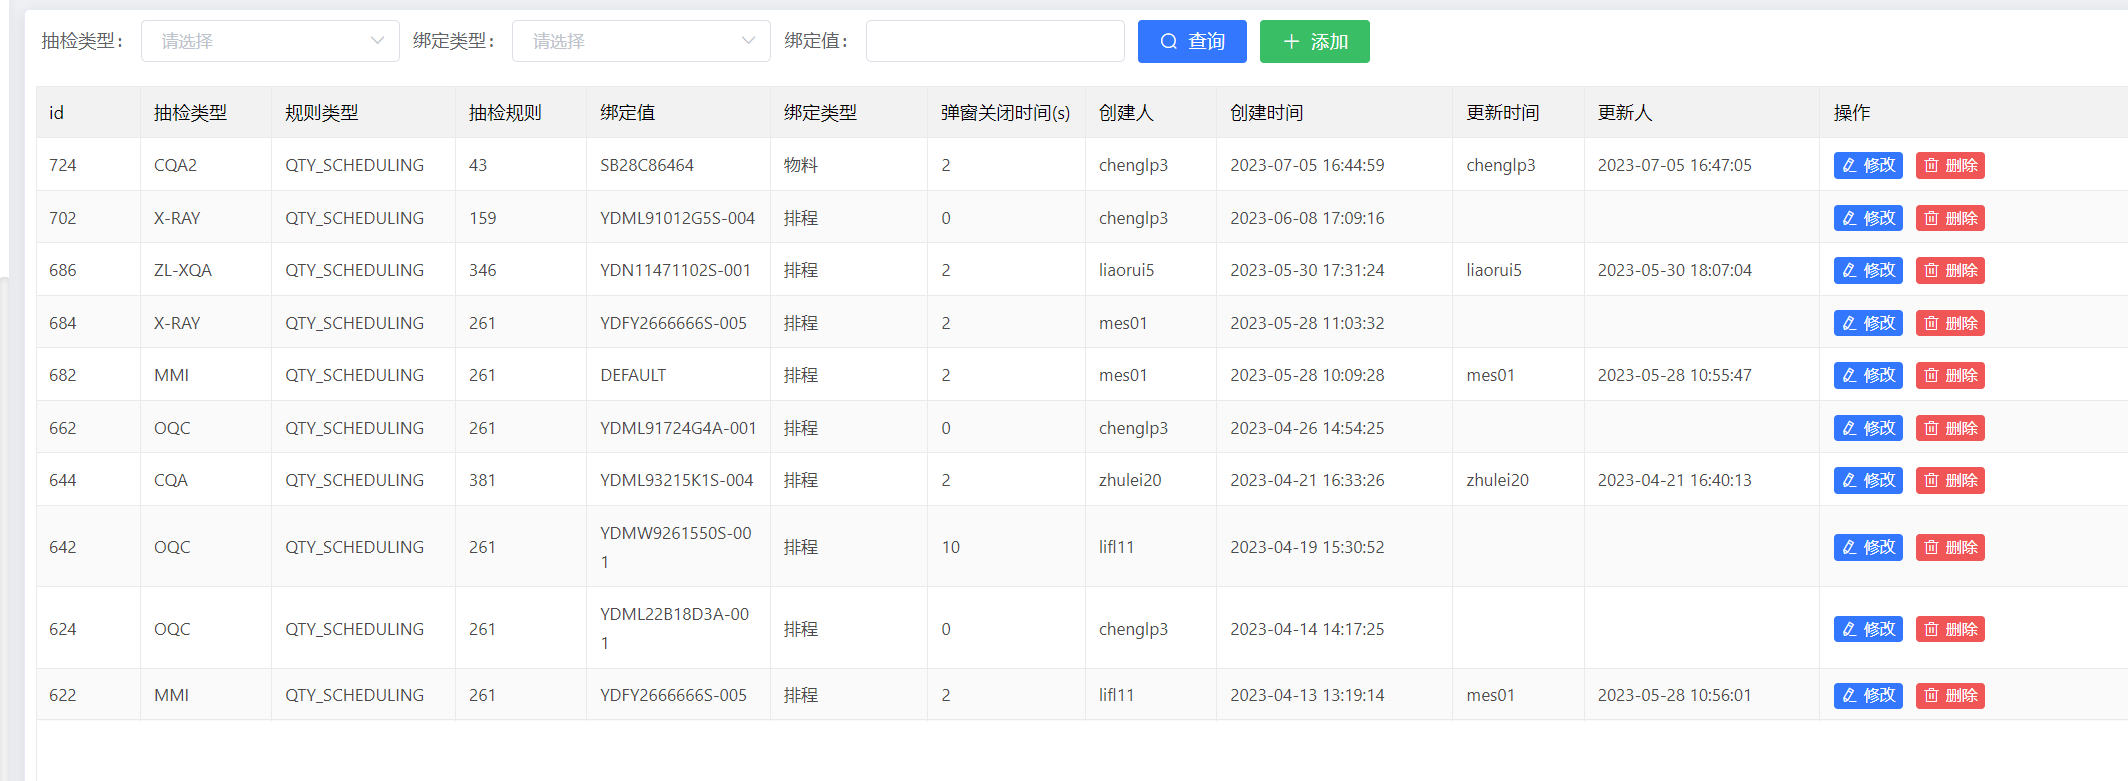 抽检类型： 请选择 绑定类型： 请选择 绑定值： 查询 添加
id 抽检类型 规则类型 抽检规则 绑定值 绑定类型 弹窗关闭时间(s) 创建人 创建时间 更新时间 更新人 操作
724 CQA2 QTY_SCHEDULING 43 SB28C86464 物料 2 chenglp3 2023-07-05 16:44:59 chenglp3 2023-07-05 16:47:05 修改 删除
702 X-RAY QTY_SCHEDULING 159 YDML91012G5S-004 排程 0 chenglp3 2023-06-08 17:09:16 修改 删除
686 ZL-XQA QTY_SCHEDULING 346 YDN11471102S-001 排程 2 liaorui5 2023-05-30 17:31:24 liaorui5 2023-05-30 18:07:04 修改 删除
684 X-RAY QTY_SCHEDULING 261 YDFY2666666S-005 排程 2 mes01 2023-05-28 11:03:32 修改 删除
682 MMI QTY_SCHEDULING 261 DEFAULT 排程 2 mes01 2023-05-28 10:09:28 mes01 2023-05-28 10:55:47 修改 删除
662 OQC QTY_SCHEDULING 261 YDML91724G4A-001 排程 0 chenglp3 2023-04-26 14:54:25 修改 删除
644 CQA QTY_SCHEDULING 381 YDML93215K1S-004 排程 2 zhulei20 2023-04-21 16:33:26 zhulei20 2023-04-21 16:40:13 修改 删除
642 OQC QTY_SCHEDULING 261 YDMW9261550S-00
1 排程 10 lifl11 2023-04-19 15:30:52 修改 删除
624 OQC QTY_SCHEDULING 261 YDML22B18D3A-00
1 排程 0 chenglp3 2023-04-14 14:17:25 修改 删除
622 MMI QTY_SCHEDULING 261 YDFY2666666S-005 排程 2 lifl11 2023-04-13 13:19:14 mes01 2023-05-28 10:56:01 修改 删除